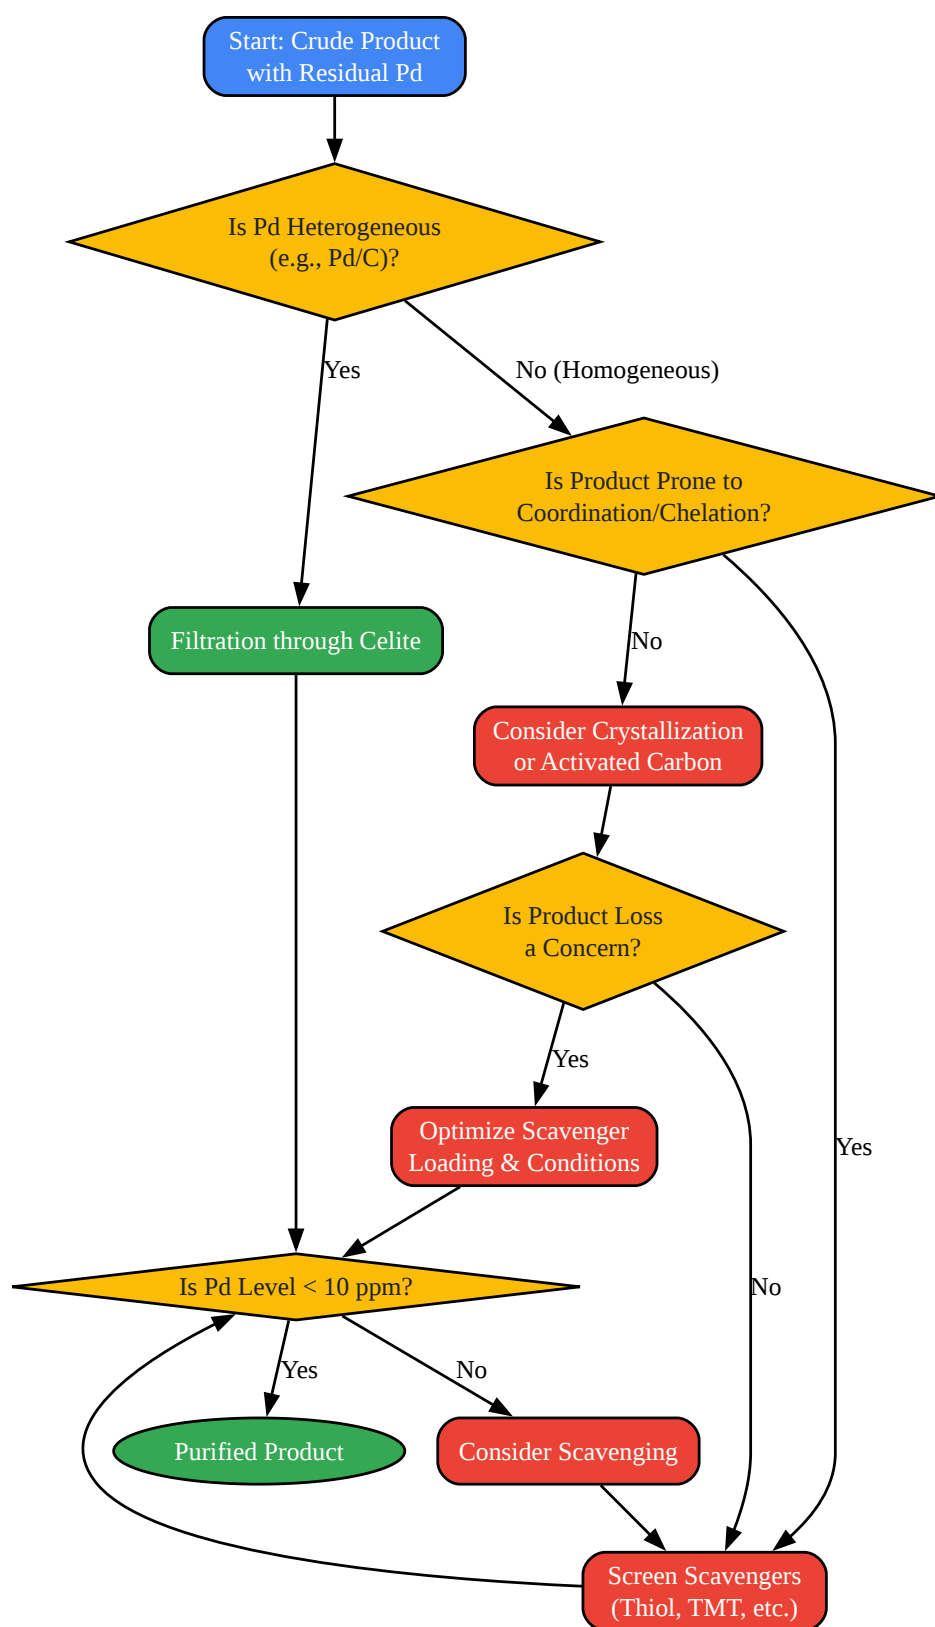 Start: Crude Product
with Residual Pd
Is Pd Heterogeneous
(e.g., Pd/C)?
Yes
No (Homogeneous)
Is Product Prone to
Coordination/Chelation?
Filtration through Celite
No
Consider Crystallization
or Activated Carbon
Is Product Loss
a Concern?
Yes
Optimize Scavenger
Loading & Conditions
Yes
Is Pd Level < 10 ppm?
No
Yes
No
Purified Product
Consider Scavenging
Screen Scavengers
(Thiol, TMT, etc.)